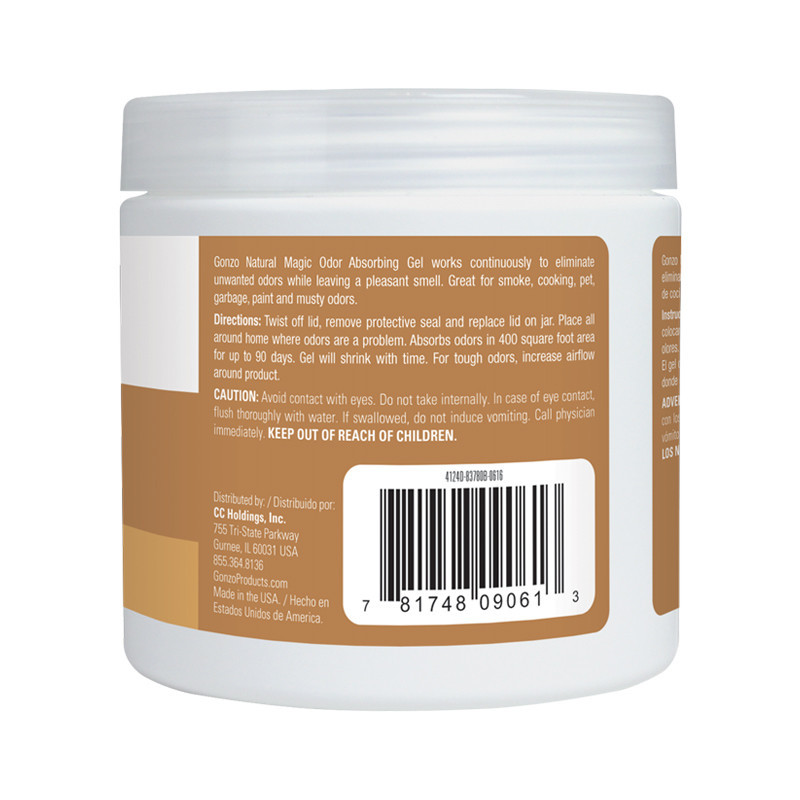 Gonzo Natural Magic Odor Absorbing Gel works continuously to eliminate
unwanted odors while leaving a pleasant smell. Great for smoke, cooking, pet,
garbage, paint and musty odors.
Directions: Twist off lid, remove protective seal and replace lid on jar. Place all
around home where odors are a problem. Absorbs odors in 400 square foot area
for up to 90 days. Gel will shrink with time. For tough odors, increase airflow
around product.
CAUTION: Avoid contact with eyes. Do not take internally. In case of eye contact,
flush thoroughly with water. If swallowed, do not induce vomiting. Call physician
immediately. KEEP OUT OF REACH OF CHILDREN.
Distributed by: / Distribuido por:
CC Holdings, Inc.
755 Tri-State Parkway
Gurnee, IL 60031 USA
855.364.8136
GonzoProducts.com
Made in the USA. / Hecho en
Estados Unidos de America.
4124D-83780B-0616
7 81748 09061 3
Gonzo
elimina
de coci
Instruc
colocar
olores.
El gel
donde
ADVER
con los
vómito
LOS N